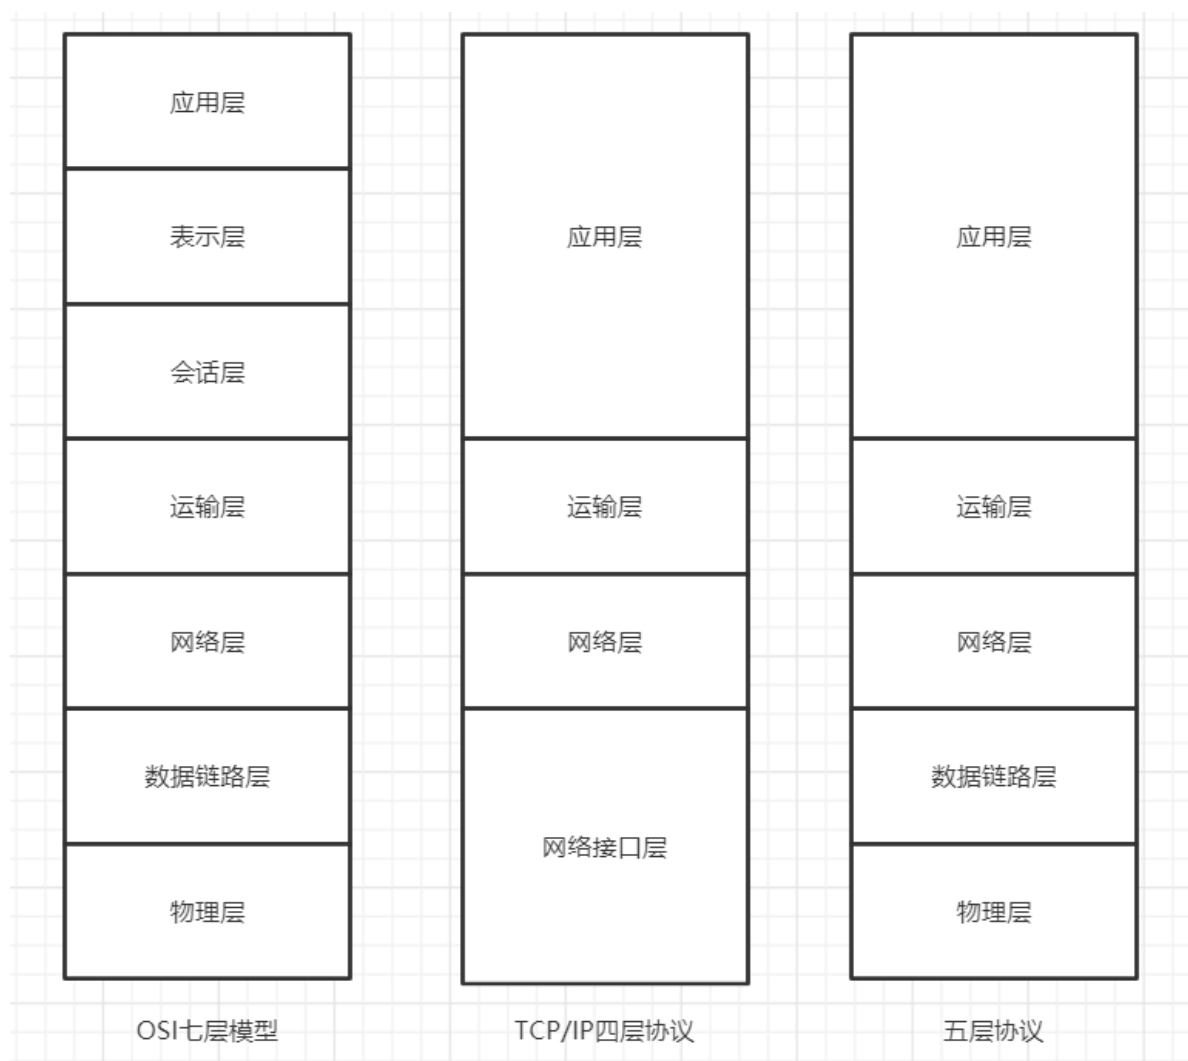 应用层
表示层
会话层
运输层
网络层
数据链路层
物理层
OSI七层模型
应用层
运输层
网络层
网络接口层
TCP/IP四层协议
应用层
运输层
网络层
数据链路层
物理层
五层协议